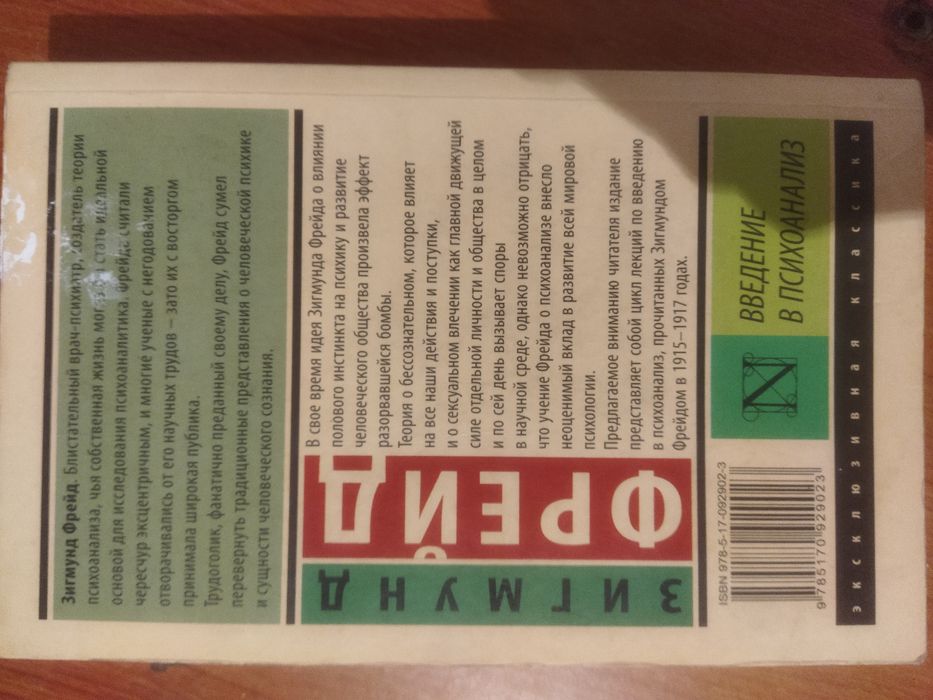 Зигмунд Фрейд. Блистательный врач-психиатр, создатель теории
психоанализа, чья собственная жизнь могла бы стать идеальной
основой для исследования психоаналитика. Фрейда считали
чересчур эксцентричным, и многие ученые с негодованием
отворачивались от его научных трудов – зато их с восторгом
принимала широкая публика.
Трудоголик, фанатично преданный своему делу, Фрейд сумел
перевернуть традиционные представления о человеческой психике
и сущности человеческого сознания.
ЗИГМУНД
ФРЕЙД
В свое время идея Зигмунда Фрейда о влиянии
полового инстинкта на психику и развитие
человеческого общества произвела эффект
разорвавшейся бомбы.
Теория о бессознательном, которое влияет
на все наши действия и поступки,
и о сексуальном влечении как главной движущей
силе отдельной личности и общества в целом
и по сей день вызывает споры
в научной среде, однако невозможно отрицать,
что учение Фрейда о психоанализе внесло
неоценимый вклад в развитие всей мировой
психологии.
Предлагаемое вниманию читателя издание
представляет собой цикл лекций по введению
в психоанализ, прочитанных Зигмундом
Фрейдом в 1915–1917 годах.
ISBN 978-5-17-092902-3
9 785170 929023
N
ВВЕДЕНИЕ
В ПСИХОАНАЛИЗ
эксклюзивная классика